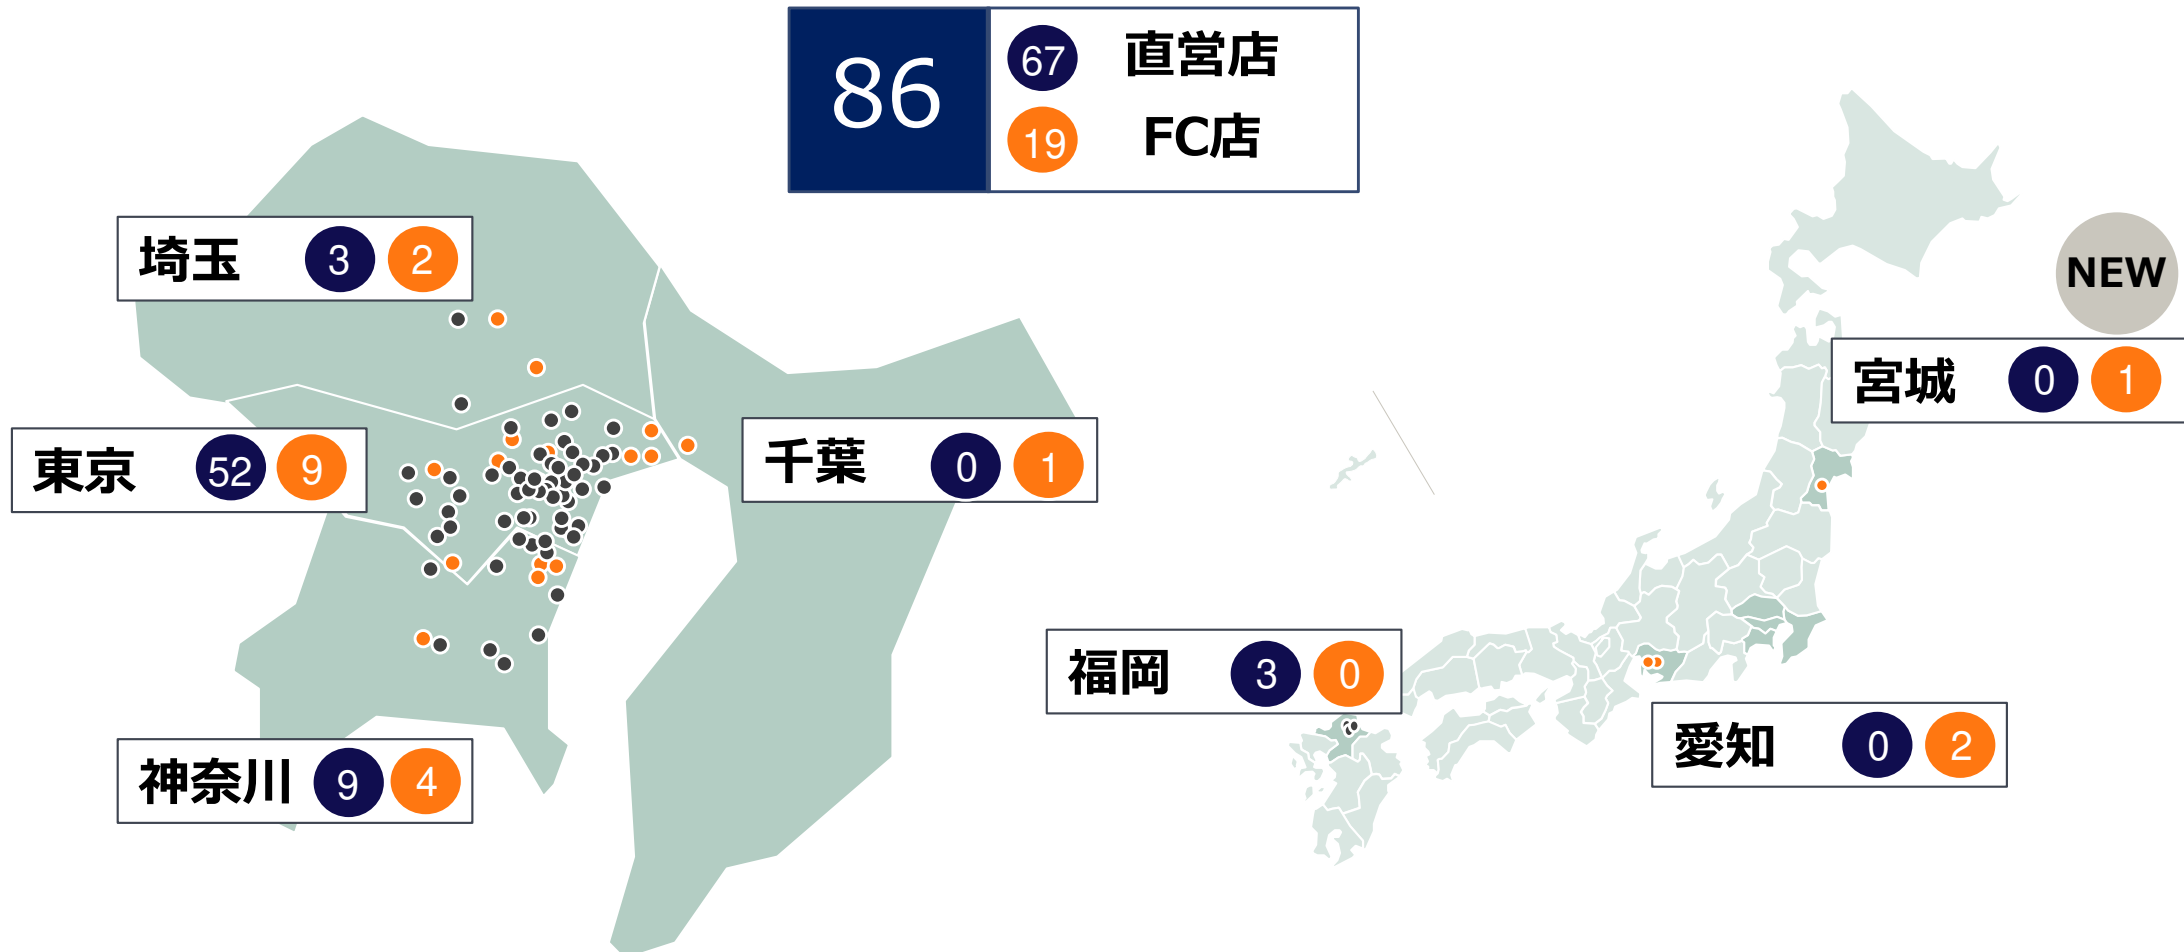 86
67 直営店
19 FC店
埼玉 3 2
東京 52 9
千葉 0 1
神奈川 9 4
NEW
宮城 0 1
福岡 3 0
愛知 0 2